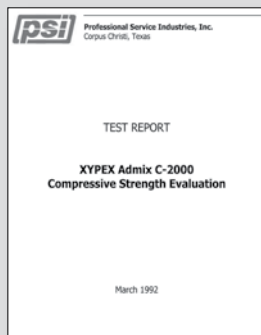 psi
Professional Service Industries, Inc.
Corpus Christi, Texas
TEST REPORT
XYPEX Admix C-2000
Compressive Strength Evaluation
March 1992